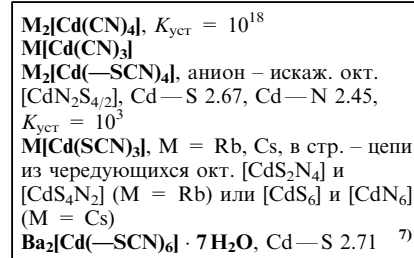 M₂[Cd(CN)₄], Kуст = 10¹⁸
M[Cd(CN)₃]
M₂[Cd(—SCN)₄], анион – искаж. окт.
[CdN₂S₄/₂], Cd—S 2.67, Cd—N 2.45,
Kуст = 10³
M[Cd(SCN)₃], M = Rb, Cs, в стр. – цепи
из чередующихся окт. [CdS₂N₄] и
[CdS₄N₂] (M = Rb) или [CdS₆] и [CdN₆]
(M = Cs)
Ba₂[Cd(—SCN)₆] · 7 H₂O, Cd—S 2.71 ⁷⁾